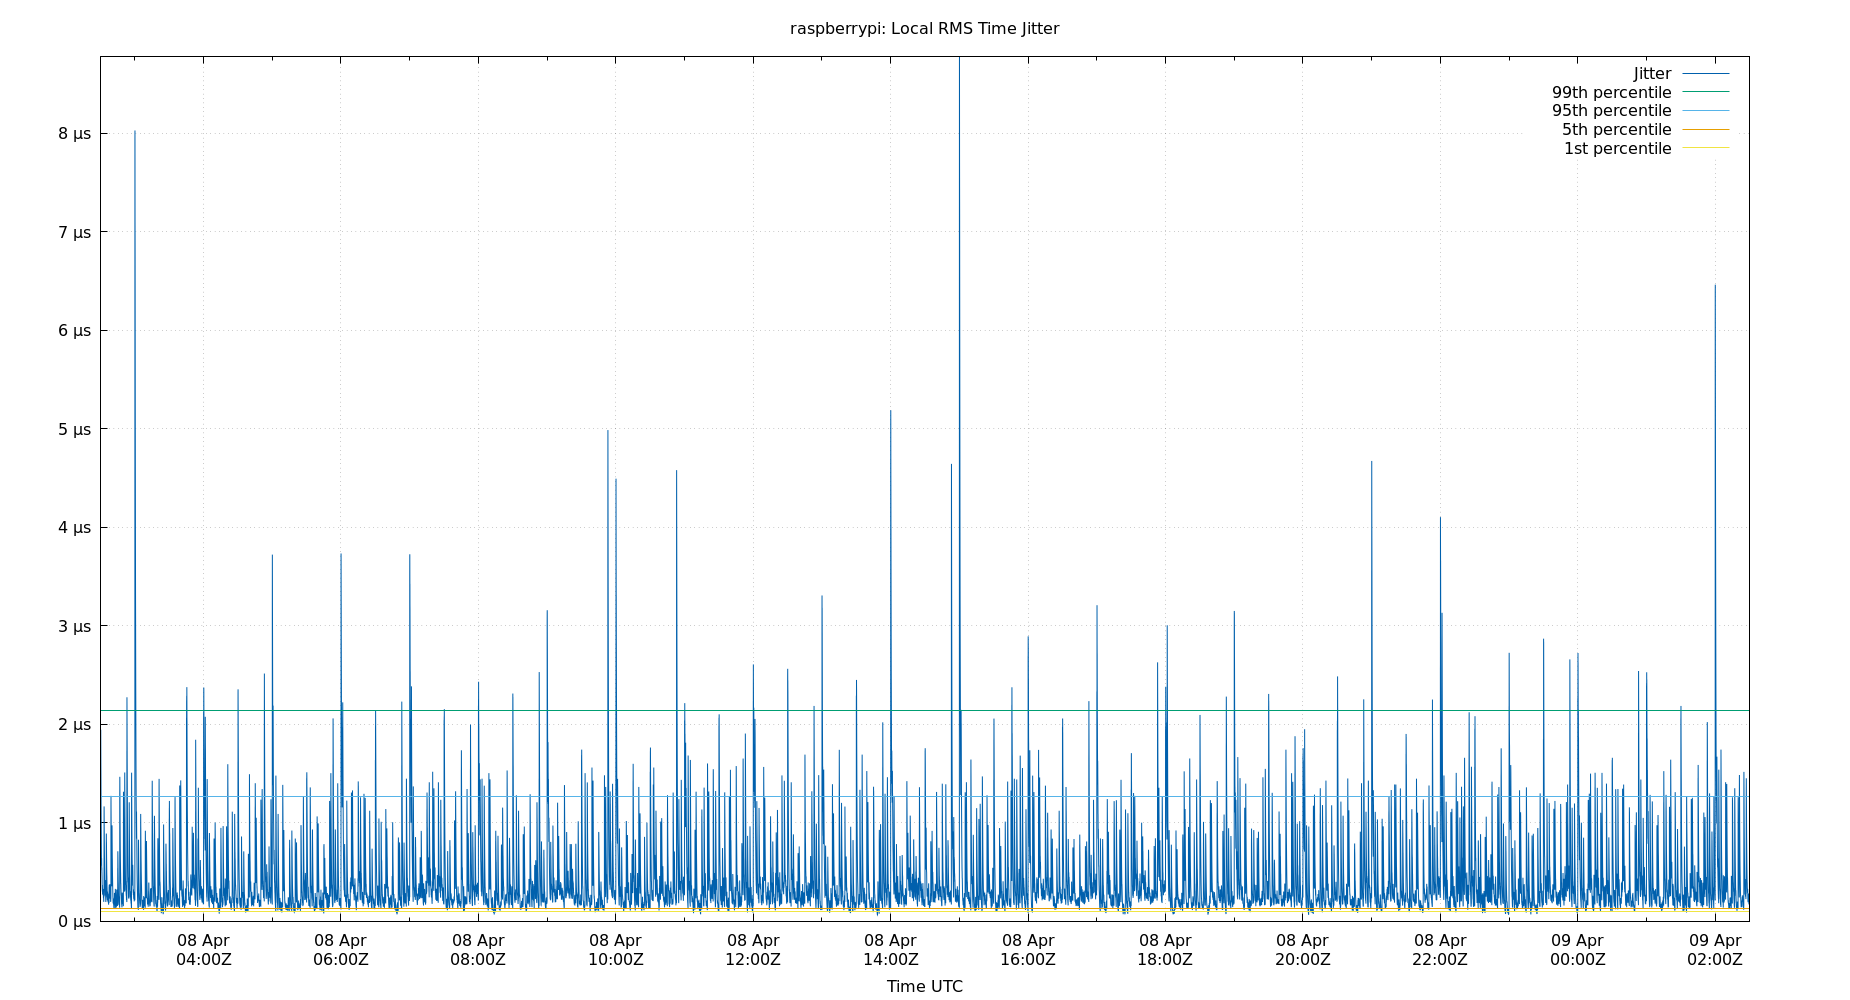 raspberrypi: Local RMS Time Jitter
Jitter
99th percentile
95th percentile
5th percentile
1st percentile
8 µs
7 µs
6 µs
5 µs
4 µs
3 µs
2 µs
1 µs
0 µs
08 Apr 08 Apr 08 Apr 08 Apr 08 Apr 08 Apr 08 Apr 08 Apr 08 Apr 08 Apr 09 Apr 09 Apr
04:00Z 06:00Z 08:00Z 10:00Z 12:00Z 14:00Z 16:00Z 18:00Z 20:00Z 22:00Z 00:00Z 02:00Z
Time UTC